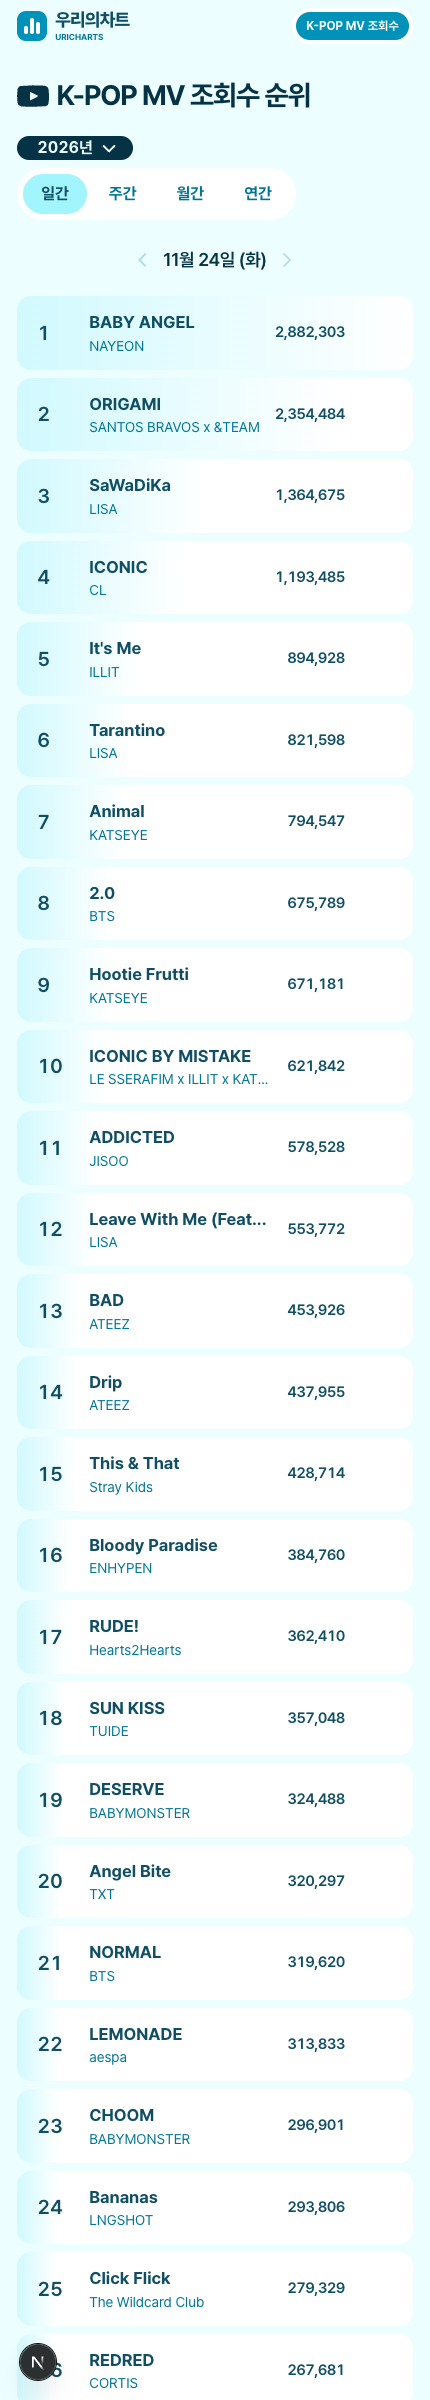 우리의차트
URICHARTS
K-POP MV 조회수
K-POP MV 조회수 순위
2026년
일간 주간 월간 연간
11월 24일 (화)
1 BABY ANGEL 2,882,303
NAYEON
2 ORIGAMI 2,354,484
SANTOS BRAVOS x &TEAM
3 SaWaDiKa 1,364,675
LISA
4 ICONIC 1,193,485
CL
5 It's Me 894,928
ILLIT
6 Tarantino 821,598
LISA
7 Animal 794,547
KATSEYE
8 2.0 675,789
BTS
9 Hootie Frutti 671,181
KATSEYE
10 ICONIC BY MISTAKE 621,842
LE SSERAFIM x ILLIT x KAT...
11 ADDICTED 578,528
JISOO
12 Leave With Me (Feat... 553,772
LISA
13 BAD 453,926
ATEEZ
14 Drip 437,955
ATEEZ
15 This & That 428,714
Stray Kids
16 Bloody Paradise 384,760
ENHYPEN
17 RUDE! 362,410
Hearts2Hearts
18 SUN KISS 357,048
TUIDE
19 DESERVE 324,488
BABYMONSTER
20 Angel Bite 320,297
TXT
21 NORMAL 319,620
BTS
22 LEMONADE 313,833
aespa
23 CHOOM 296,901
BABYMONSTER
24 Bananas 293,806
LNGSHOT
25 Click Flick 279,329
The Wildcard Club
REDRED 267,681
CORTIS
N